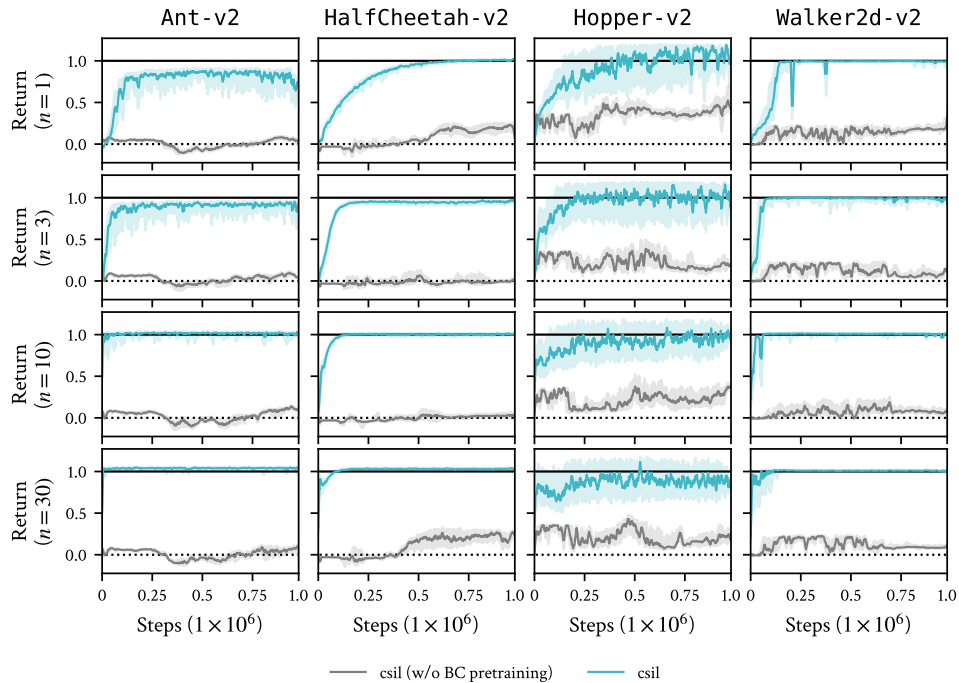 Ant-v2 HalfCheetah-v2 Hopper-v2 Walker2d-v2
Return
(n = 1)
1.0
0.5
0.0
Return
(n = 3)
1.0
0.5
0.0
Return
(n = 10)
1.0
0.5
0.0
Return
(n = 30)
1.0
0.5
0.0
0 0.25 0.5 0.75 1.0 0 0.25 0.5 0.75 1.0 0 0.25 0.5 0.75 1.0 0 0.25 0.5 0.75 1.0
Steps (1 × 10⁶) Steps (1 × 10⁶) Steps (1 × 10⁶) Steps (1 × 10⁶)
csil (w/o BC pretraining) csil